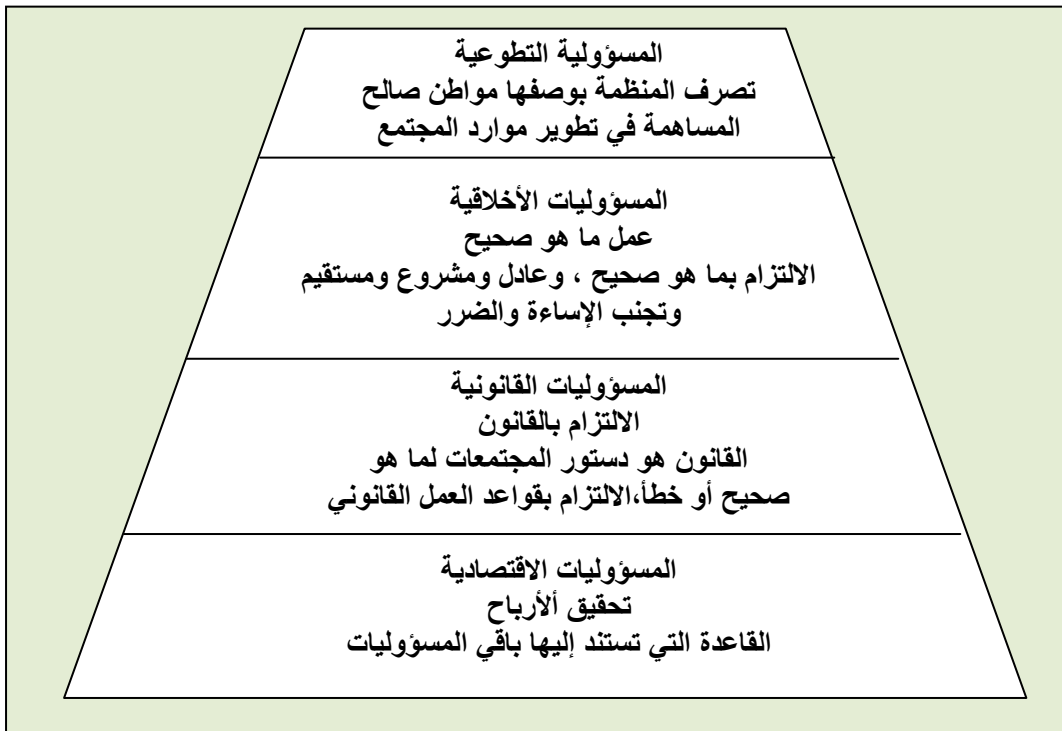 المسؤولية التطوعية
تصرف المنظمة بوصفها مواطن صالح
المساهمة في تطوير موارد المجتمع
المسؤوليات الأخلاقية
عمل ما هو صحيح
الالتزام بما هو صحيح ، وعادل ومشروع ومستقيم
وتجنب الإساءة والضرر
المسؤوليات القانونية
الالتزام بالقانون
القانون هو دستور المجتمعات لما هو
صحيح أو خطأ،الالتزام بقواعد العمل القانوني
المسؤوليات الاقتصادية
تحقيق ألأرباح
القاعدة التي تستند إليها باقي المسؤوليات